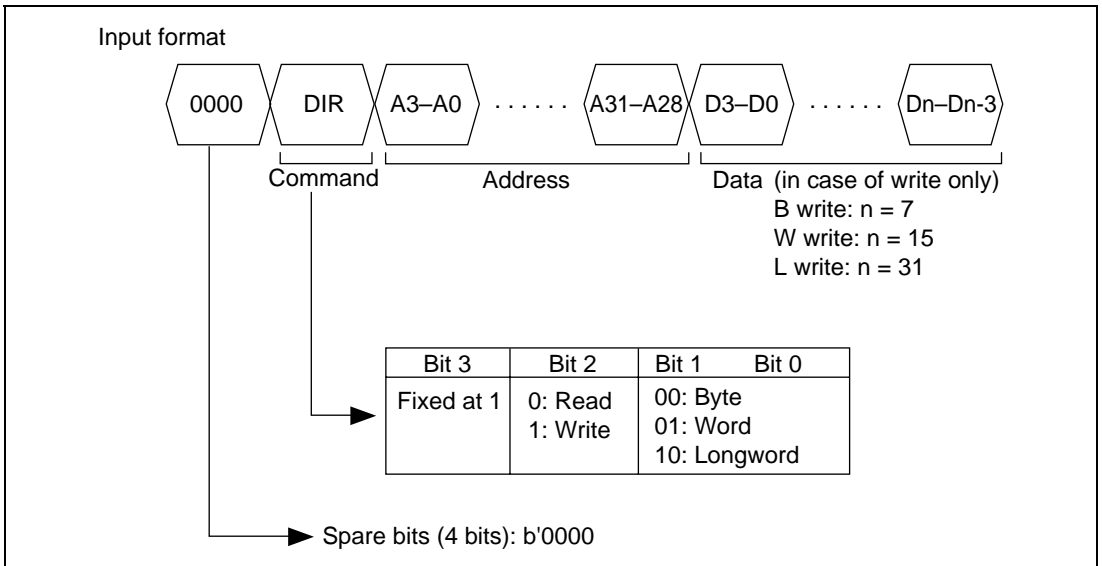 Input format
0000 DIR A3–A0 · · · · · · A31–A28 D3–D0 · · · · · · Dn–Dn-3
Command Address Data (in case of write only)
B write: n = 7
W write: n = 15
L write: n = 31
Bit 3 Bit 2 Bit 1 Bit 0
Fixed at 1 0: Read 00: Byte
1: Write 01: Word
10: Longword
Spare bits (4 bits): b'0000